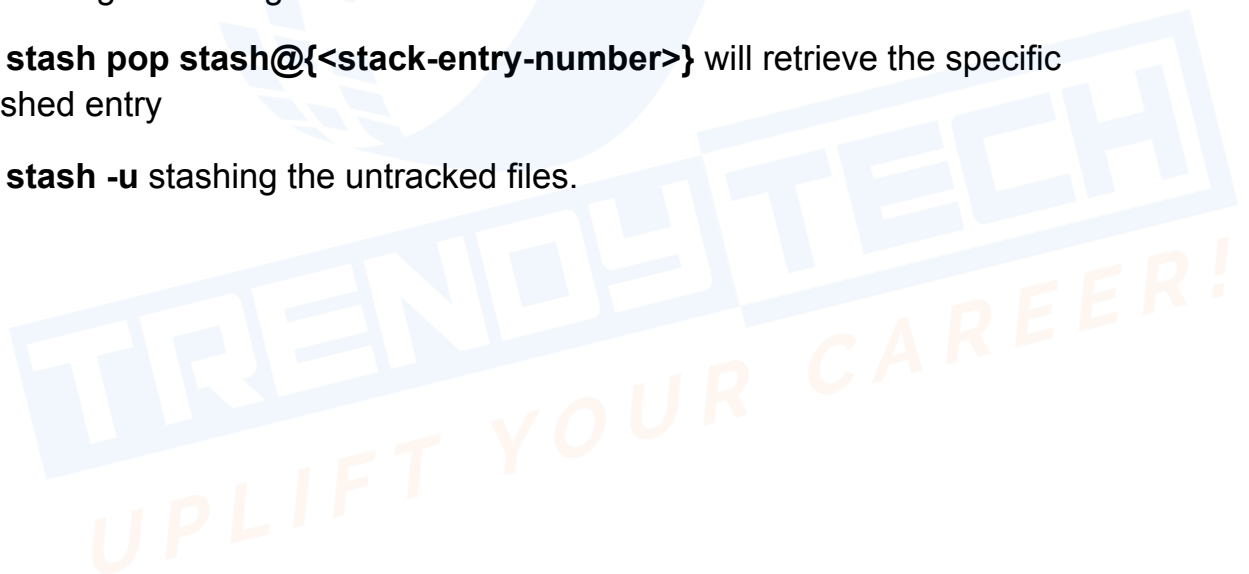 stash pop stash@{<stack-entry-number>} will retrieve the specific
shed entry
stash -u stashing the untracked files.
TRENDYTECH
UPLIFT YOUR CAREER!